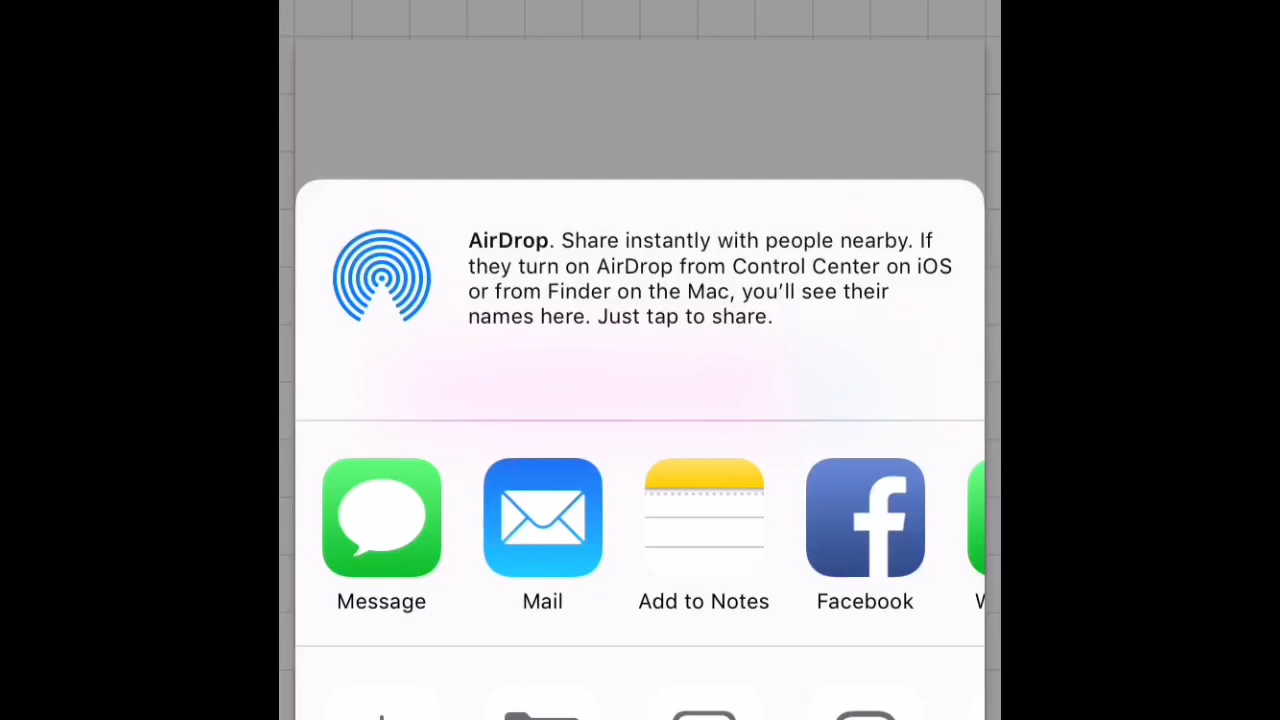 AirDrop. Share instantly with people nearby. If
they turn on AirDrop from Control Center on iOS
or from Finder on the Mac, you’ll see their
names here. Just tap to share.
Message Mail Add to Notes Facebook